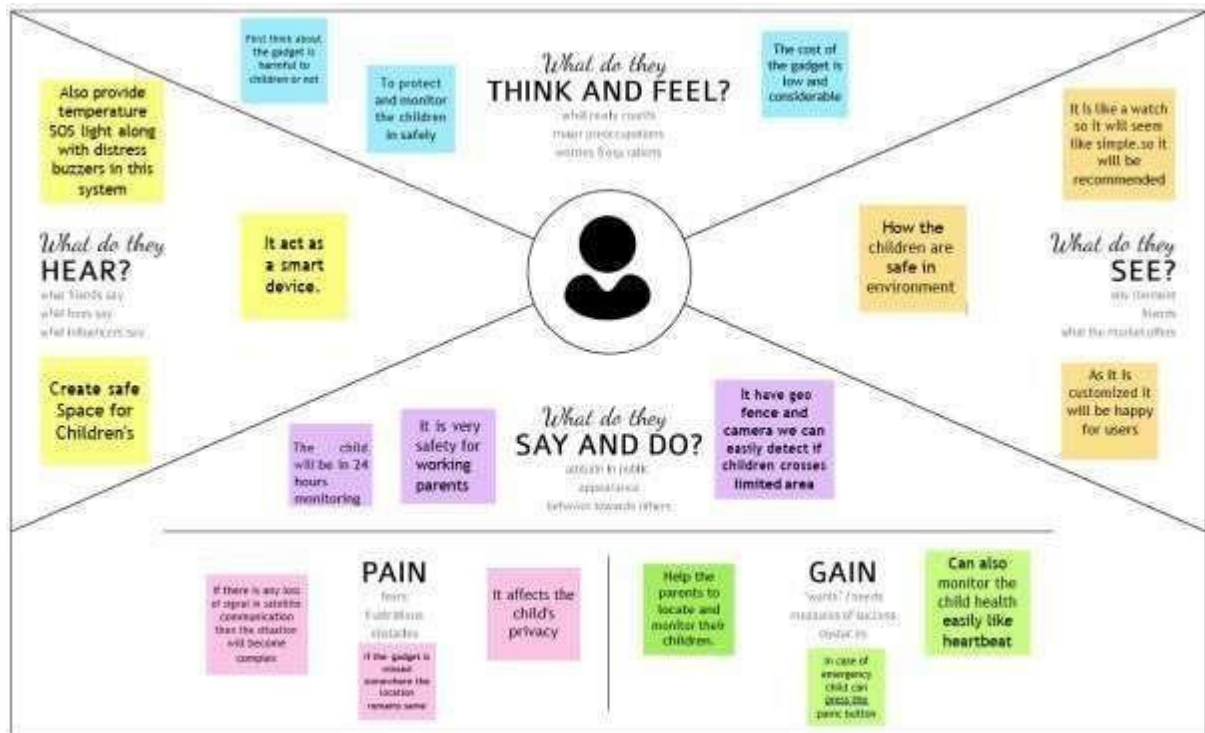 First think about
the gadget is
harmful to
children or not
To protect
and monitor
the children
in safely
What do they
THINK AND FEEL?
what really counts
major preoccupations
worries &
The cost of
the gadget is
low and
considerable
Also provide
temperature
SOS light along
with distress
buzzers in this
system
What do they
HEAR?
what friends say
what boss say
what influencers say
It act as
a smart
device.
Create safe
Space for
Children's
It is like a watch
so it will seem
like simple.so it
will be
recommended
How the
children are
safe in
environment
What do they
SEE?
friends
what the market offers
As it is
customized it
will be happy
for users
The child
will be in 24
hours
monitoring
It is very
safety for
working
parents
What do they
SAY AND DO?
attitude in public
appearance
behavior towards others
It have geo
fence and
camera we can
easily detect if
children crosses
limited area
If there is any loss
of signal in satellite
communication
then the situation
will become
complex
PAIN
fears
frustrations
obstacles
If the gadget is
missed
somewhere the
location
remains same
It affects the
child's
privacy
Help the
parents to
locate and
monitor their
children.
GAIN
"wants" / needs
measures of success
In case of
emergency
child can
press the
panic button
Can also
monitor the
child health
easily like
heartbeat